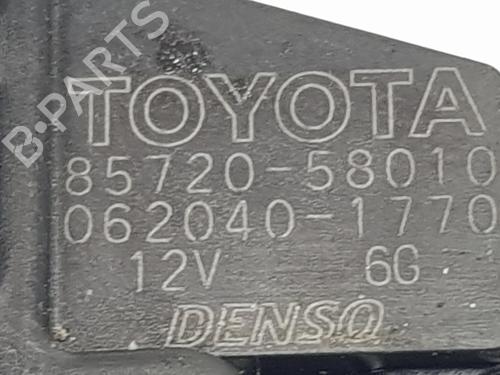 B-PARTS
TOYOTA
85720-58010
062040-1770
12V 6G
DENSO